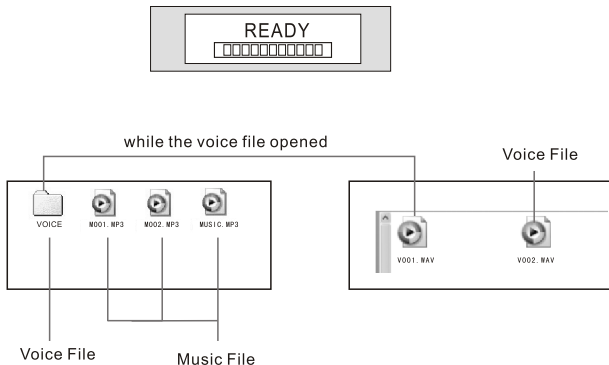 READY
while the voice file opened
Voice File
VOICE
M001.MP3
M002.MP3
MUSIC.MP3
V001.WAV
V002.WAV
Voice File
Music File